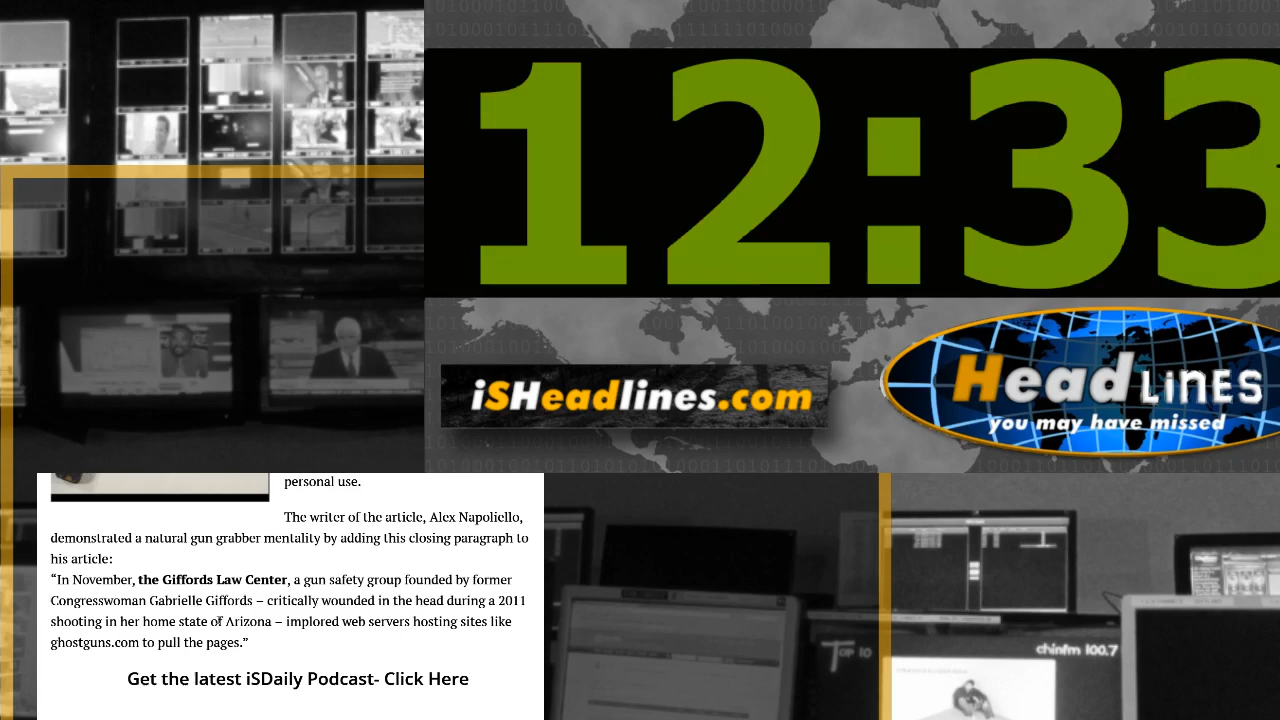 12:33
iSHeadlines.com
HeadLINES
you may have missed
personal use.
The writer of the article, Alex Napoliello,
demonstrated a natural gun grabber mentality by adding this closing paragraph to
his article:
“In November, the Giffords Law Center, a gun safety group founded by former
Congresswoman Gabrielle Giffords – critically wounded in the head during a 2011
shooting in her home state of Arizona – implored web servers hosting sites like
ghostguns.com to pull the pages.”
Get the latest iSDaily Podcast- Click Here
TOP 10
chinfm 100.7